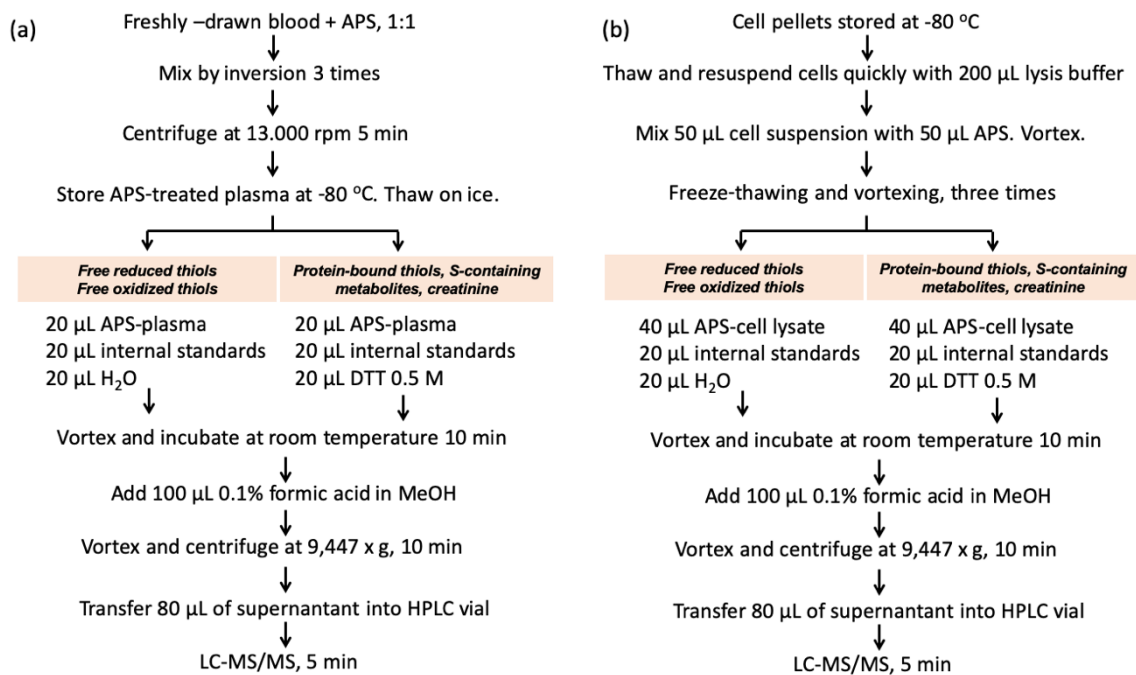 (a)
Freshly –drawn blood + APS, 1:1
Mix by inversion 3 times
Centrifuge at 13.000 rpm 5 min
Store APS-treated plasma at -80 °C. Thaw on ice.
Free reduced thiols
Free oxidized thiols
Protein-bound thiols, S-containing
metabolites, creatinine
20 µL APS-plasma
20 µL internal standards
20 µL H₂O
20 µL APS-plasma
20 µL internal standards
20 µL DTT 0.5 M
Vortex and incubate at room temperature 10 min
Add 100 µL 0.1% formic acid in MeOH
Vortex and centrifuge at 9,447 x g, 10 min
Transfer 80 µL of supernantant into HPLC vial
LC-MS/MS, 5 min
(b)
Cell pellets stored at -80 °C
Thaw and resuspend cells quickly with 200 µL lysis buffer
Mix 50 µL cell suspension with 50 µL APS. Vortex.
Freeze-thawing and vortexing, three times
Free reduced thiols
Free oxidized thiols
Protein-bound thiols, S-containing
metabolites, creatinine
40 µL APS-cell lysate
20 µL internal standards
20 µL H₂O
40 µL APS-cell lysate
20 µL internal standards
20 µL DTT 0.5 M
Vortex and incubate at room temperature 10 min
Add 100 µL 0.1% formic acid in MeOH
Vortex and centrifuge at 9,447 x g, 10 min
Transfer 80 µL of supernantant into HPLC vial
LC-MS/MS, 5 min